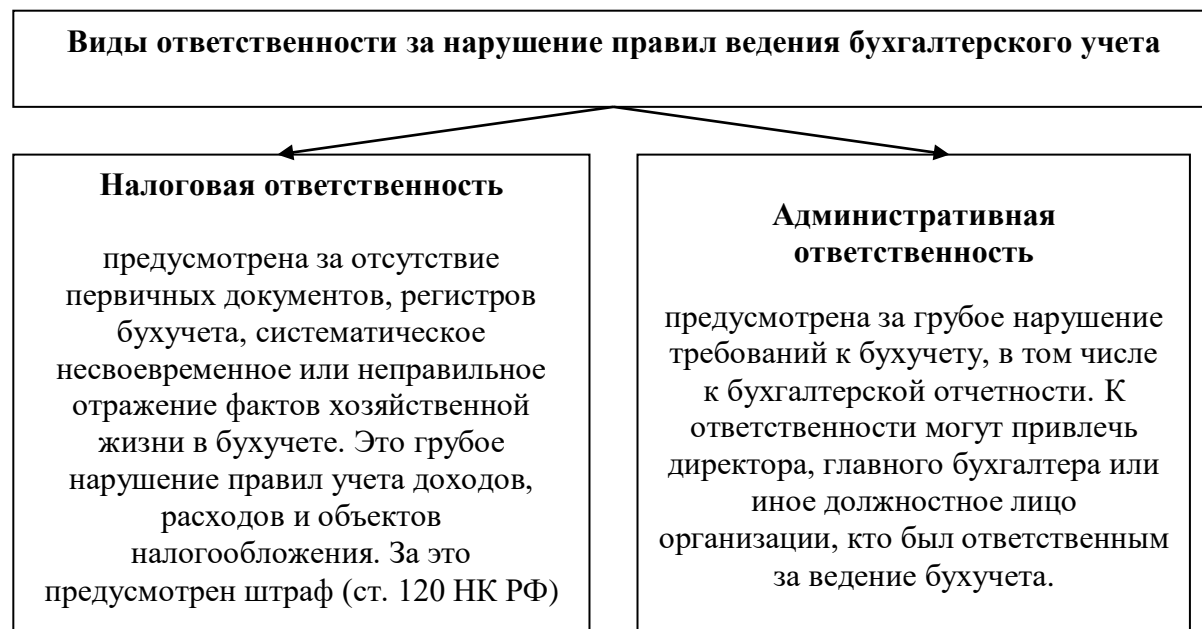 Виды ответственности за нарушение правил ведения бухгалтерского учета
Налоговая ответственность
предусмотрена за отсутствие
первичных документов, регистров
бухучета, систематическое
несвоевременное или неправильное
отражение фактов хозяйственной
жизни в бухучете. Это грубое
нарушение правил учета доходов,
расходов и объектов
налогообложения. За это
предусмотрен штраф (ст. 120 НК РФ)
Административная
ответственность
предусмотрена за грубое нарушение
требований к бухучету, в том числе
к бухгалтерской отчетности. К
ответственности могут привлечь
директора, главного бухгалтера или
иное должностное лицо
организации, кто был ответственным
за ведение бухучета.